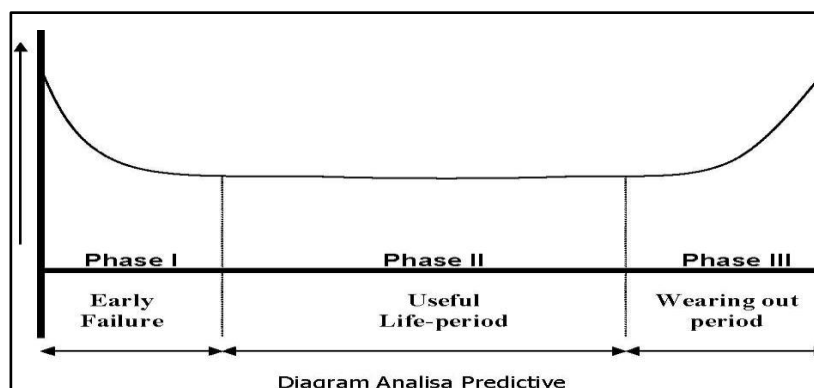 Phase I
Phase II
Phase III
Early
Failure
Useful
Life-period
Wearing out
period
Diagram Analisa Predictive